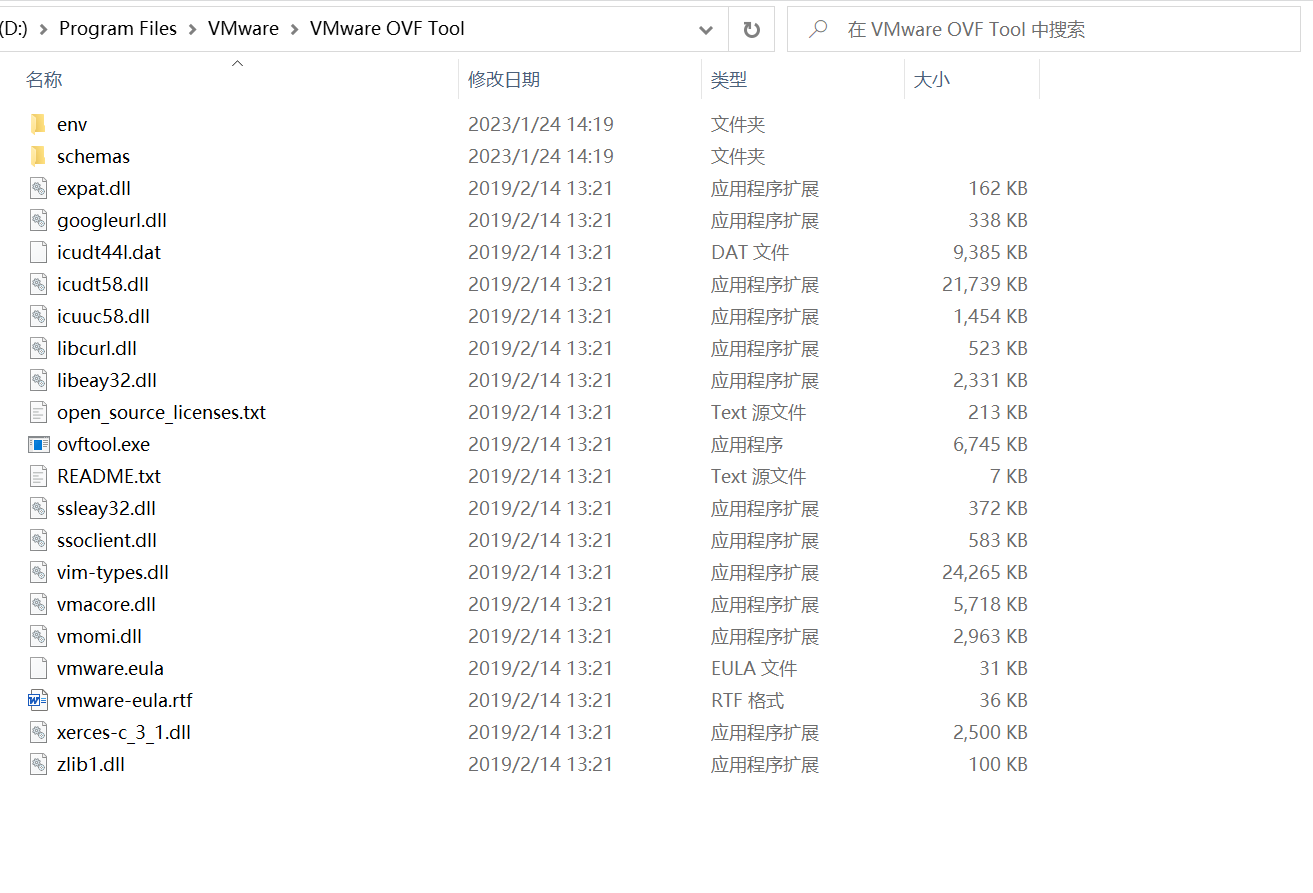 (D:) > Program Files > VMware > VMware OVF Tool 在 VMware OVF Tool 中搜索
名称 修改日期 类型 大小
env 2023/1/24 14:19 文件夹
schemas 2023/1/24 14:19 文件夹
expat.dll 2019/2/14 13:21 应用程序扩展 162 KB
googleurl.dll 2019/2/14 13:21 应用程序扩展 338 KB
icudt44l.dat 2019/2/14 13:21 DAT 文件 9,385 KB
icudt58.dll 2019/2/14 13:21 应用程序扩展 21,739 KB
icuuc58.dll 2019/2/14 13:21 应用程序扩展 1,454 KB
libcurl.dll 2019/2/14 13:21 应用程序扩展 523 KB
libeay32.dll 2019/2/14 13:21 应用程序扩展 2,331 KB
open_source_licenses.txt 2019/2/14 13:21 Text 源文件 213 KB
ovftool.exe 2019/2/14 13:21 应用程序 6,745 KB
README.txt 2019/2/14 13:21 Text 源文件 7 KB
ssleay32.dll 2019/2/14 13:21 应用程序扩展 372 KB
ssoclient.dll 2019/2/14 13:21 应用程序扩展 583 KB
vim-types.dll 2019/2/14 13:21 应用程序扩展 24,265 KB
vmacore.dll 2019/2/14 13:21 应用程序扩展 5,718 KB
vmomi.dll 2019/2/14 13:21 应用程序扩展 2,963 KB
vmware.eula 2019/2/14 13:21 EULA 文件 31 KB
vmware-eula.rtf 2019/2/14 13:21 RTF 格式 36 KB
xerces-c_3_1.dll 2019/2/14 13:21 应用程序扩展 2,500 KB
zlib1.dll 2019/2/14 13:21 应用程序扩展 100 KB